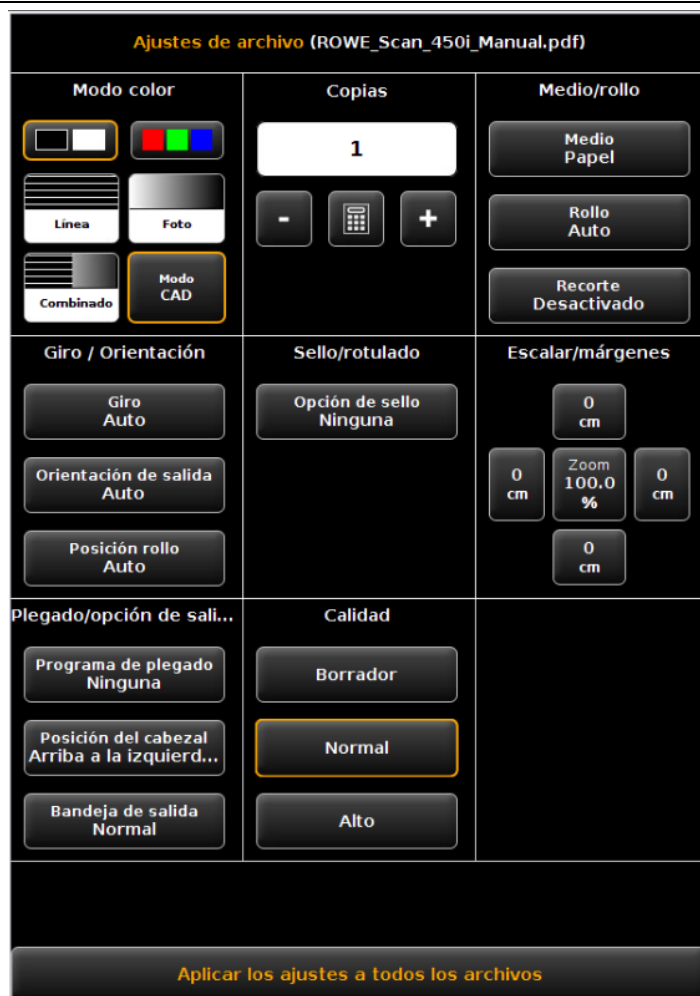 Ajustes de archivo (ROWE_Scan_450i_Manual.pdf)
Modo color
Línea
Foto
Combinado
Modo
CAD
Copias
1
-
+
Medio/rollo
Medio
Papel
Rollo
Auto
Recorte
Desactivado
Giro / Orientación
Giro
Auto
Orientación de salida
Auto
Posición rollo
Auto
Sello/rotulado
Opción de sello
Ninguna
Escalar/márgenes
0
cm
0
cm
Zoom
100.0
%
0
cm
0
cm
Plegado/opción de sali...
Programa de plegado
Ninguna
Posición del cabezal
Arriba a la izquierd...
Bandeja de salida
Normal
Calidad
Borrador
Normal
Alto
Aplicar los ajustes a todos los archivos